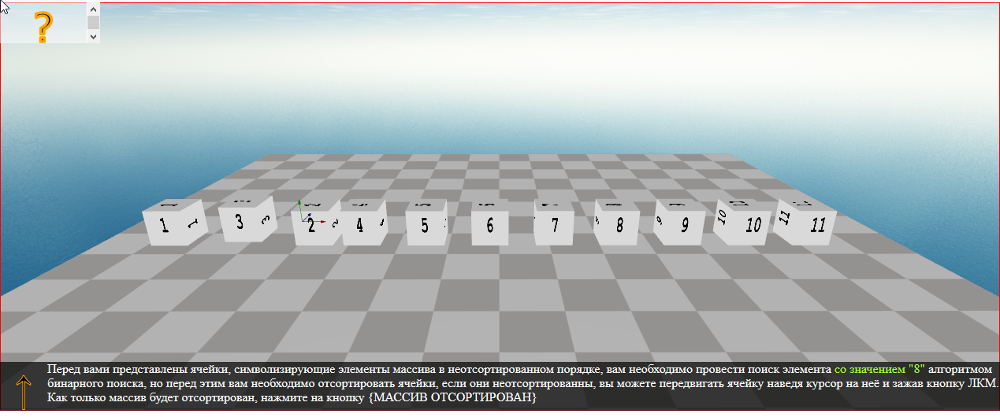 ?
1 3 2 4 5 6 7 8 9 10 11
Перед вами представлены ячейки, символизирующие элементы массива в неотсортированном порядке, вам необходимо провести поиск элемента со значением "8" алгоритмом
бинарного поиска, но перед этим вам необходимо отсортировать ячейки, если они неотсортированны, вы можете передвигать ячейку наведя курсор на неё и зажав кнопку ЛКМ.
Как только массив будет отсортирован, нажмите на кнопку {МАССИВ ОТСОРТИРОВАН}